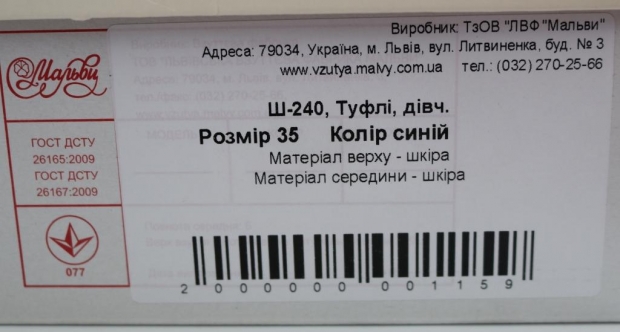 Виробник: ТзОВ "ЛВФ"Мальви"
Адреса: 79034, Україна, м. Львів, вул. Литвиненка, буд. № 3
www.vzutya.malvy.com.ua тел.: (032) 270-25-66
Мальви
Ш-240, Туфлі, дівч.
Розмір 35 Колір синій
Матеріал верху - шкіра
Матеріал середини - шкіра
ГОСТ ДСТУ
26165:2009
ГОСТ ДСТУ
26167:2009
077
2 000000 001159